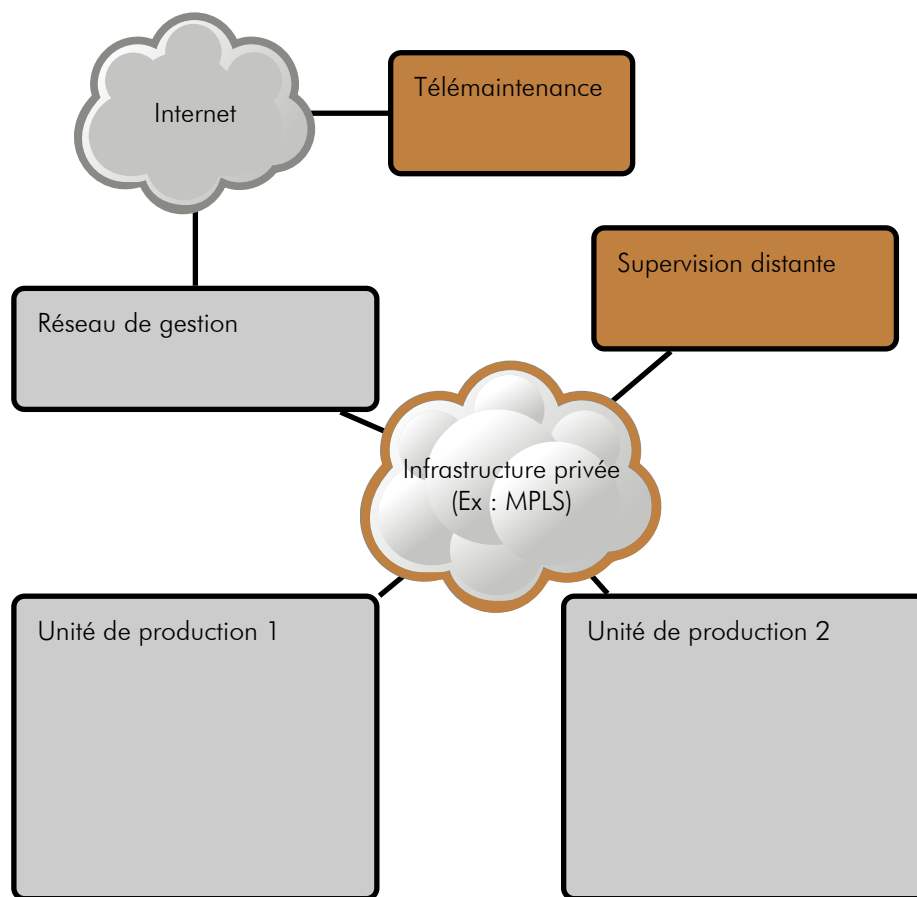 Internet
Télémaintenance
Supervision distante
Réseau de gestion
Infrastructure privée
(Ex : MPLS)
Unité de production 1
Unité de production 2